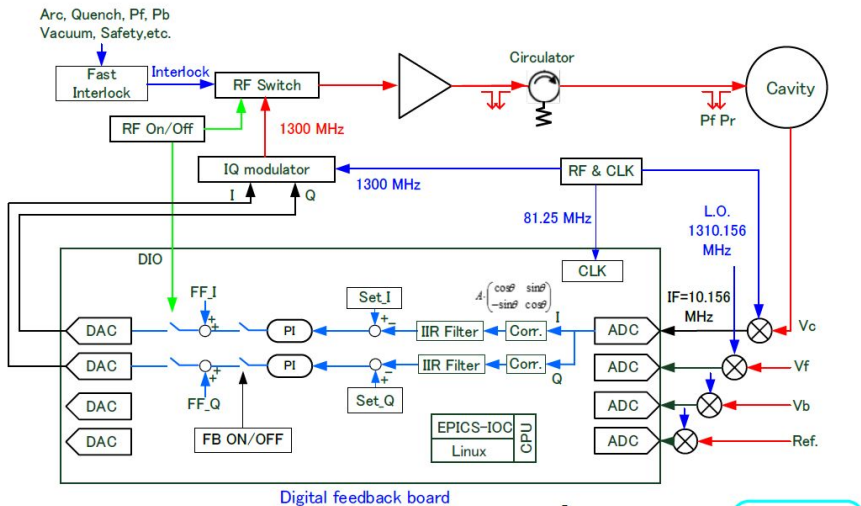 Arc, Quench, Pf, Pb
Vacuum, Safety,etc.
Fast
Interlock
Interlock
RF Switch
Circulator
Cavity
Pf Pr
RF On/Off
1300 MHz
IQ modulator
I
Q
1300 MHz
RF & CLK
81.25 MHz
L.O.
1310.156
MHz
DIO
CLK
FF_I
Set_I
A·(cosθ sinθ
−sinθ cosθ)
I
IF=10.156
MHz
DAC
+
+
PI
+
−
IIR Filter
Corr.
ADC
Vc
DAC
+
+
PI
−
+
IIR Filter
Corr.
Q
ADC
Vf
FF_Q
Set_Q
DAC
ADC
Vb
DAC
FB ON/OFF
EPICS-IOC
Linux
CPU
ADC
Ref.
Digital feedback board